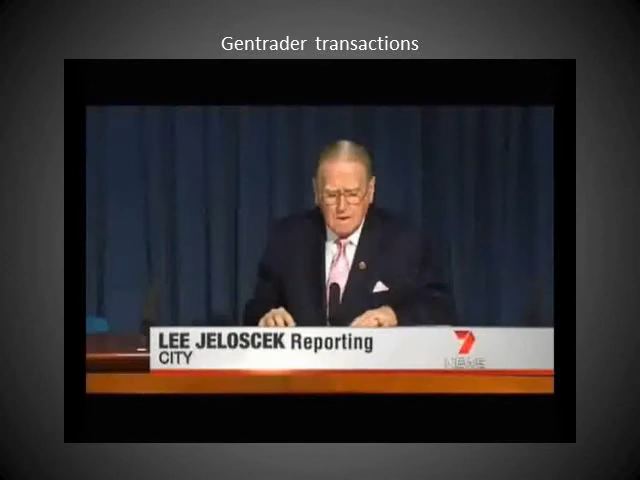 Gentrader transactions
LEE JELOSCEK Reporting
CITY
7
NEWS